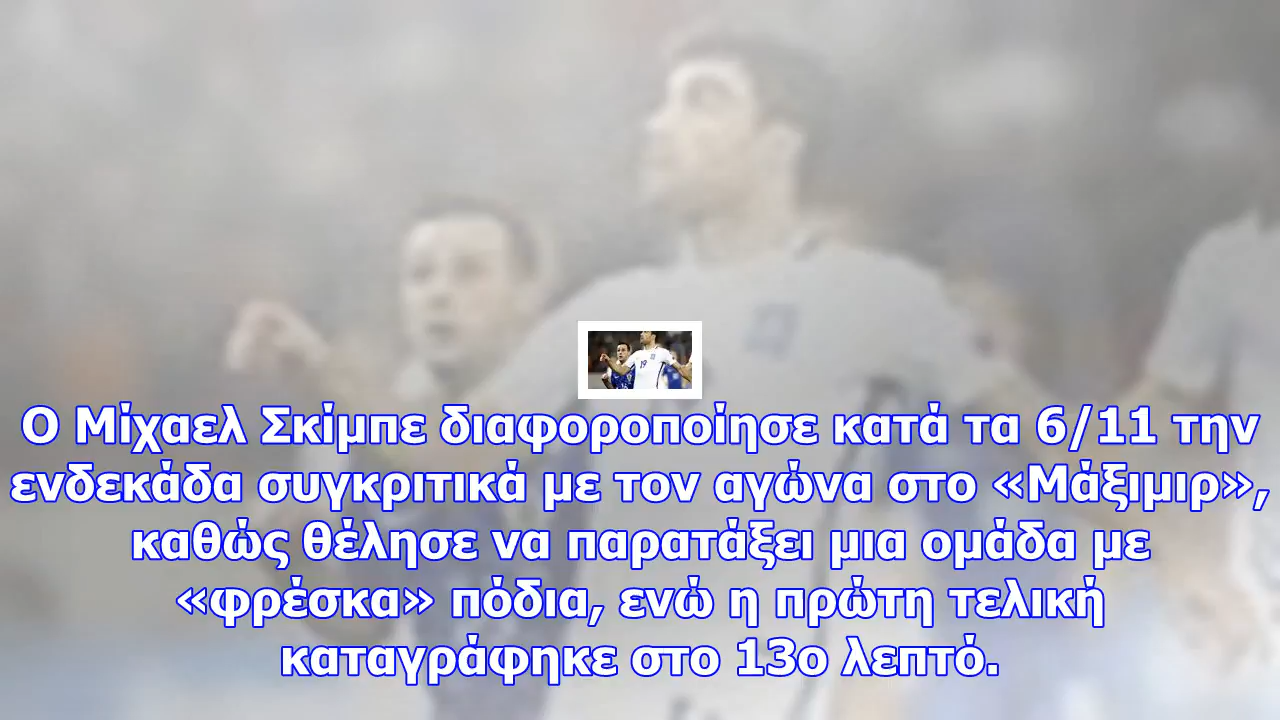 19
Ο Μίχαελ Σκίμπε διαφοροποίησε κατά τα 6/11 την
ενδεκάδα συγκριτικά με τον αγώνα στο «Μάξιμιρ»,
καθώς θέλησε να παρατάξει μια ομάδα με
«φρέσκα» πόδια, ενώ η πρώτη τελική
καταγράφηκε στο 13ο λεπτό.